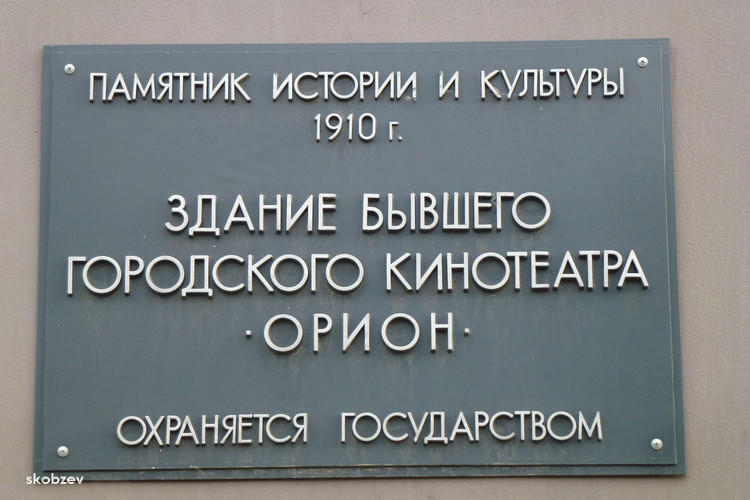 ПАМЯТНИК ИСТОРИИ И КУЛЬТУРЫ
1910 г.
ЗДАНИЕ БЫВШЕГО
ГОРОДСКОГО КИНОТЕАТРА
·ОРИОН·
ОХРАНЯЕТСЯ ГОСУДАРСТВОМ
skobzev